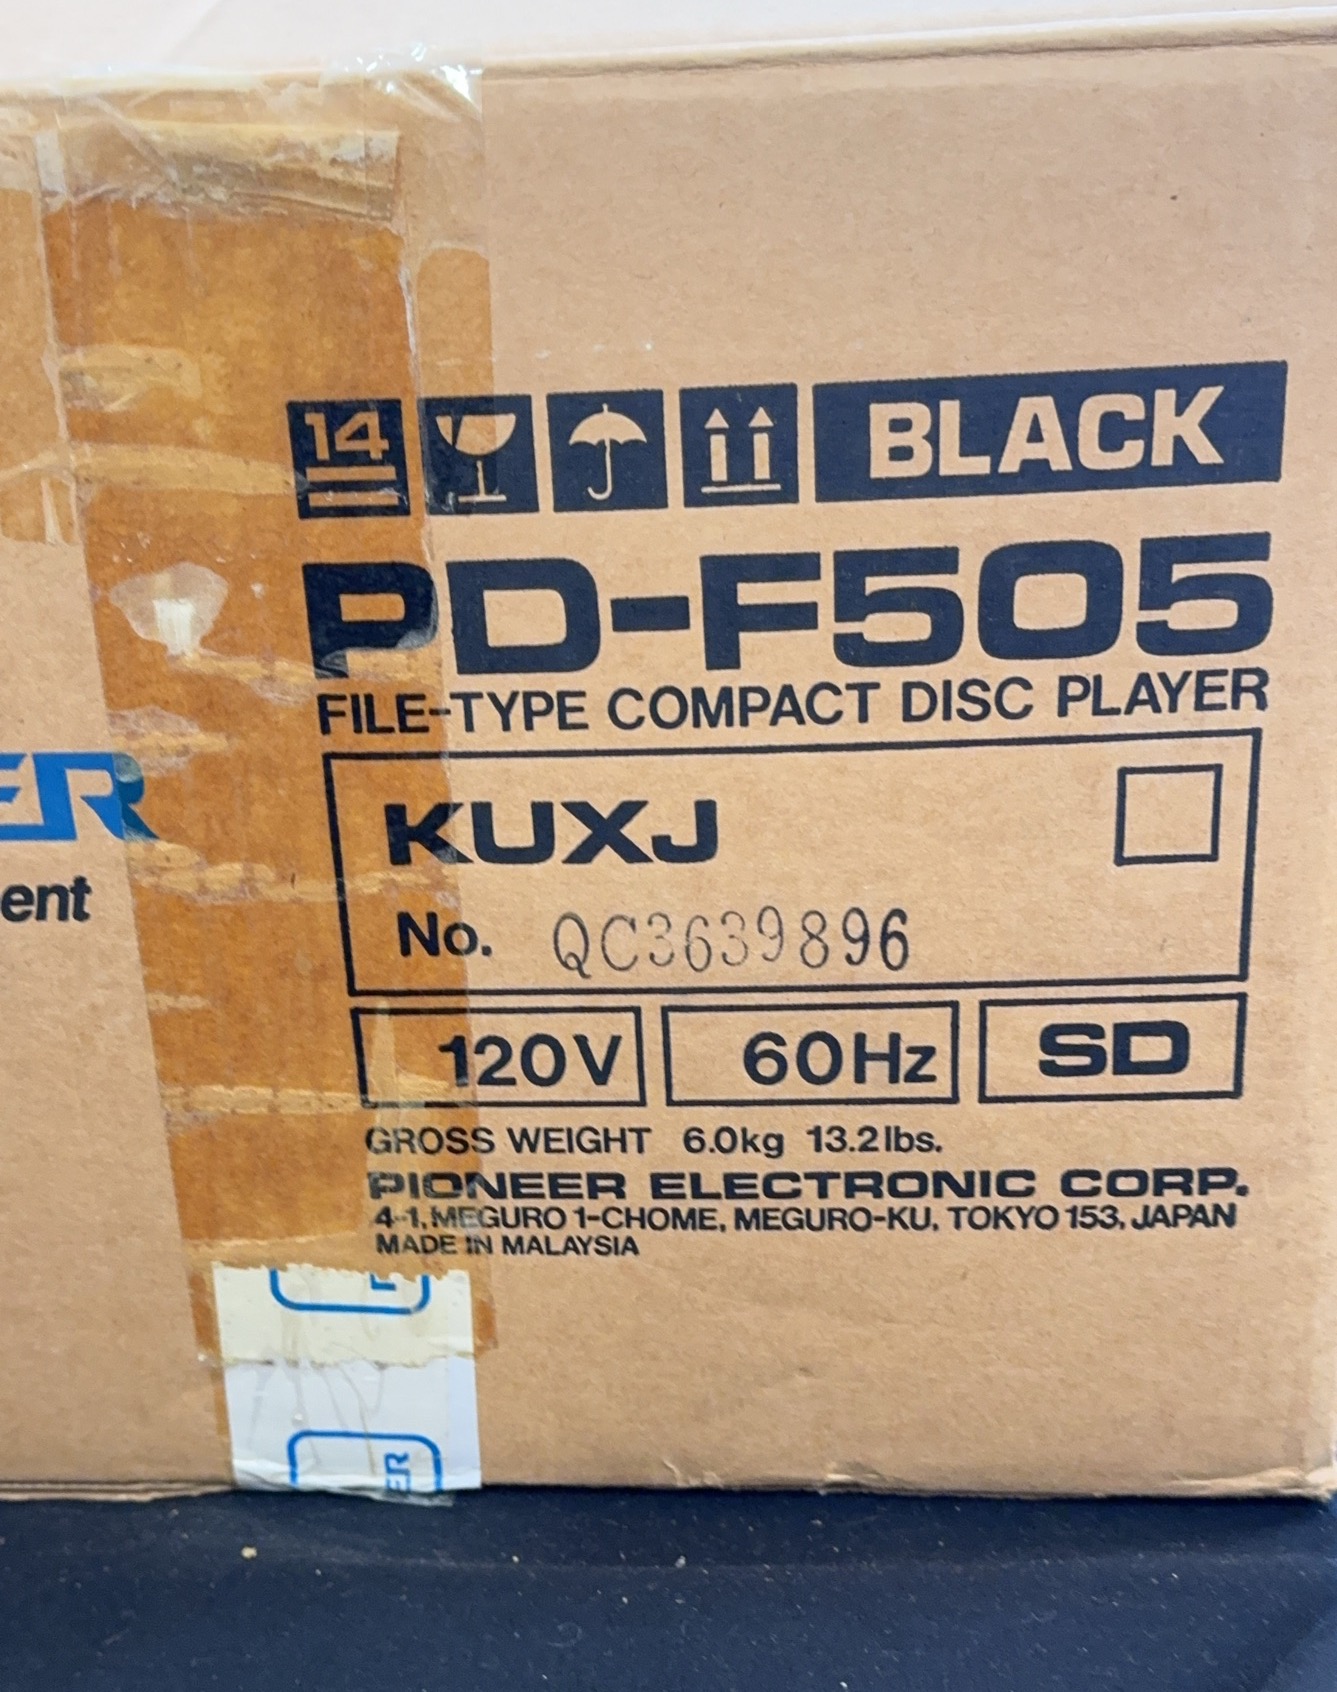 14
BLACK
PD-F505
FILE-TYPE COMPACT DISC PLAYER
KUXJ
No. QC3639896
120V 60Hz SD
GROSS WEIGHT 6.0kg 13.2lbs.
PIONEER ELECTRONIC CORP.
4-1, MEGURO 1-CHOME, MEGURO-KU, TOKYO 153, JAPAN
MADE IN MALAYSIA
ER
ent
ER